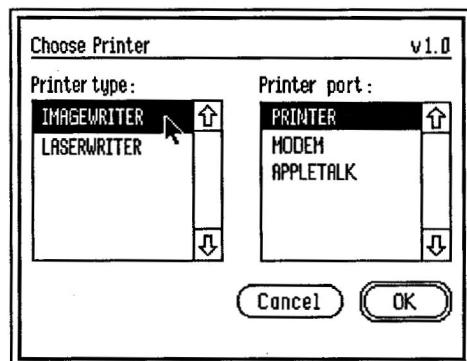 Choose Printer v1.0
Printer type: Printer port:
IMAGEWRITER PRINTER
LASERWRITER MODEM
APPLETALK
Cancel OK